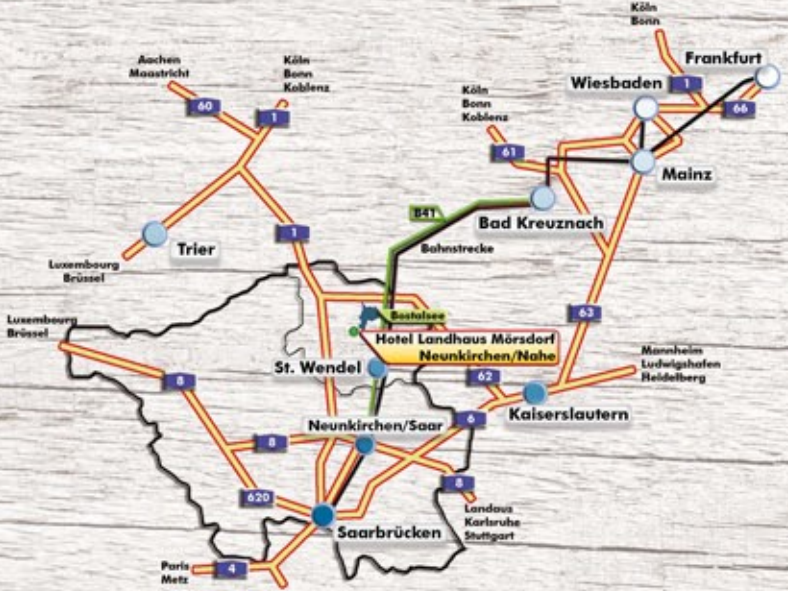 Köln
Bonn
Frankfurt
Aachen
Maastricht
Köln
Bonn
Koblenz
Wiesbaden
1
66
60
1
Köln
Bonn
Koblenz
61
Mainz
B41
Bad Kreuznach
1
Trier
Bahnstrecke
Luxembourg
Brüssel
63
Luxembourg
Brüssel
Bostalsee
Hotel Landhaus Mörsdorf
Neunkirchen/Nahe
Mannheim
Ludwigshafen
Heidelberg
St. Wendel
8
62
Kaiserslautern
Neunkirchen/Saar
6
8
8
620
Landaus
Karlsruhe
Stuttgart
Saarbrücken
Paris
Metz
4